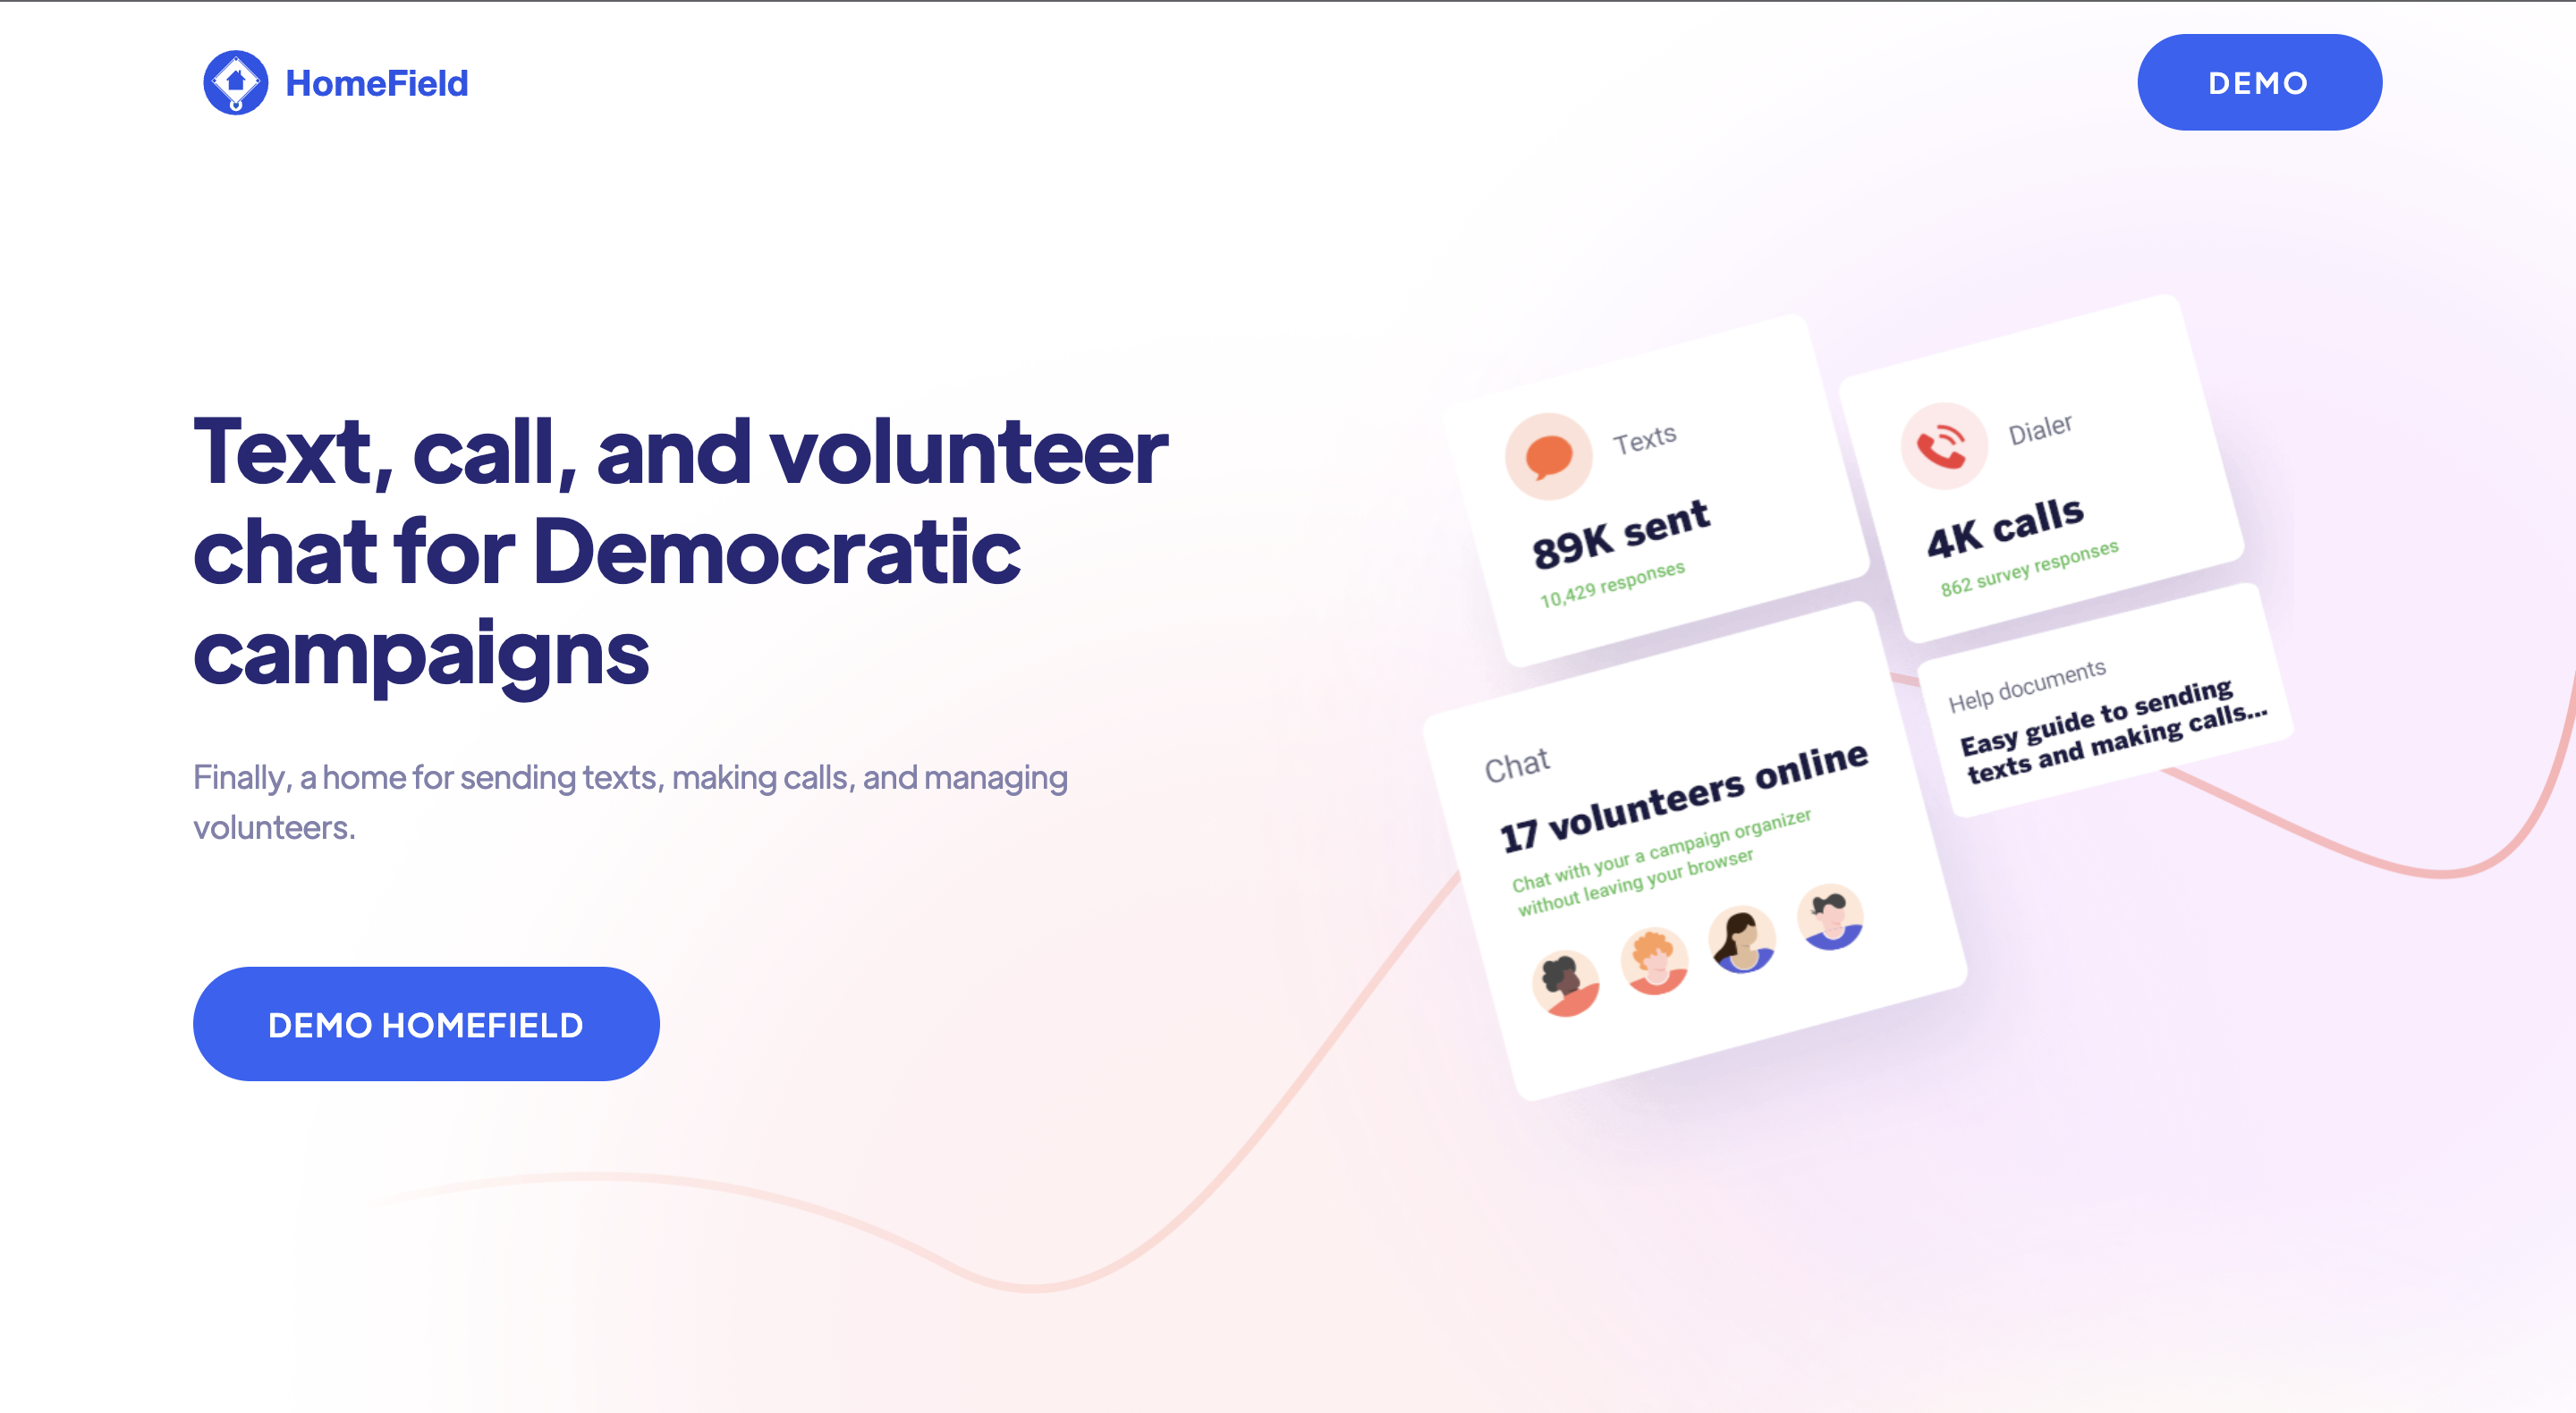 HomeField
DEMO
Text, call, and volunteer
chat for Democratic
campaigns
Finally, a home for sending texts, making calls, and managing
volunteers.
DEMO HOMEFIELD
Texts
89K sent
10,429 responses
Dialer
4K calls
862 survey responses
Chat
17 volunteers online
Chat with your a campaign organizer
without leaving your browser
Help documents
Easy guide to sending
texts and making calls...